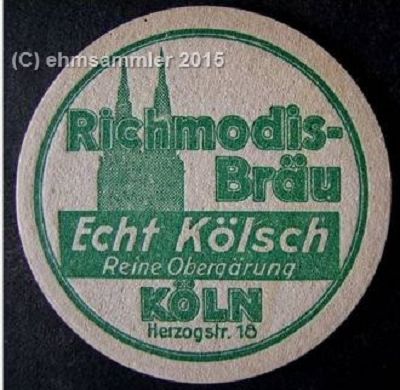 (C) ehmsammler 2015
Richmodis-
Bräu
Echt Kölsch
Reine Obergärung
KÖLN
Herzogstr. 18